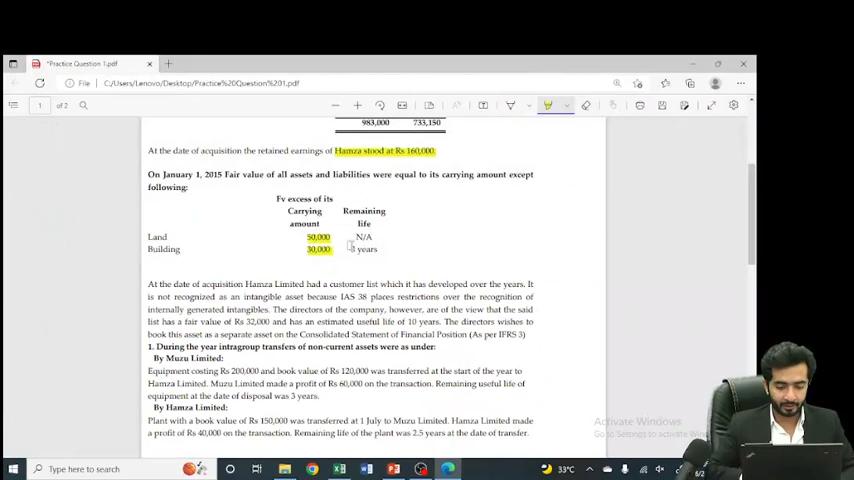 *Practice Question 1.pdf
File
C:/Users/Lenovo/Desktop/Practice%20Question%201.pdf
1 of 2
983,000 733,150
At the date of acquisition the retained earnings of Hamza stood at Rs 160,000.
On January 1, 2015 Fair value of all assets and liabilities were equal to its carrying amount except
following:
Fv excess of its
Carrying Remaining
amount life
Land 50,000 N/A
Building 30,000 years
At the date of acquisition Hamza Limited had a customer list which it has developed over the years. It
is not recognized as an intangible asset because IAS 38 places restrictions over the recognition of
internally generated intangibles. The directors of the company, however, are of the view that the said
list has a fair value of Rs 32,000 and has an estimated useful life of 10 years. The directors wishes to
book this asset as a separate asset on the Consolidated Statement of Financial Position (As per IFRS 3)
1. During the year intragroup transfers of non-current assets were as under:
By Muzu Limited:
Equipment costing Rs 200,000 and book value of Rs 120,000 was transferred at the start of the year to
Hamza Limited. Muzu Limited made a profit of Rs 60,000 on the transaction. Remaining useful life of
equipment at the date of disposal was 3 years.
By Hamza Limited:
Plant with a book value of Rs 150,000 was transferred at 1 July to Muzu Limited. Hamza Limited made
a profit of Rs 40,000 on the transaction. Remaining life of the plant was 2.5 years at the date of transfer.
Activate Windows
Go to Settings to activate
Type here to search
33°C